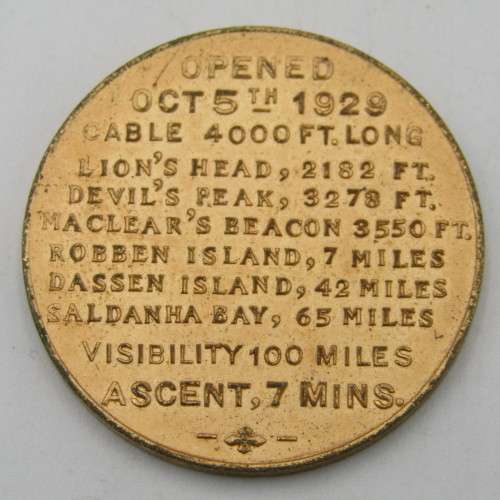 OPENED
OCT 5TH 1929
CABLE 4000 FT. LONG
LION'S HEAD, 2182 FT.
DEVIL'S PEAK, 3278 FT.
MACLEAR'S BEACON 3550 FT.
ROBBEN ISLAND, 7 MILES
DASSEN ISLAND, 42 MILES
SALDANHA BAY, 65 MILES
VISIBILITY 100 MILES
ASCENT, 7 MINS.